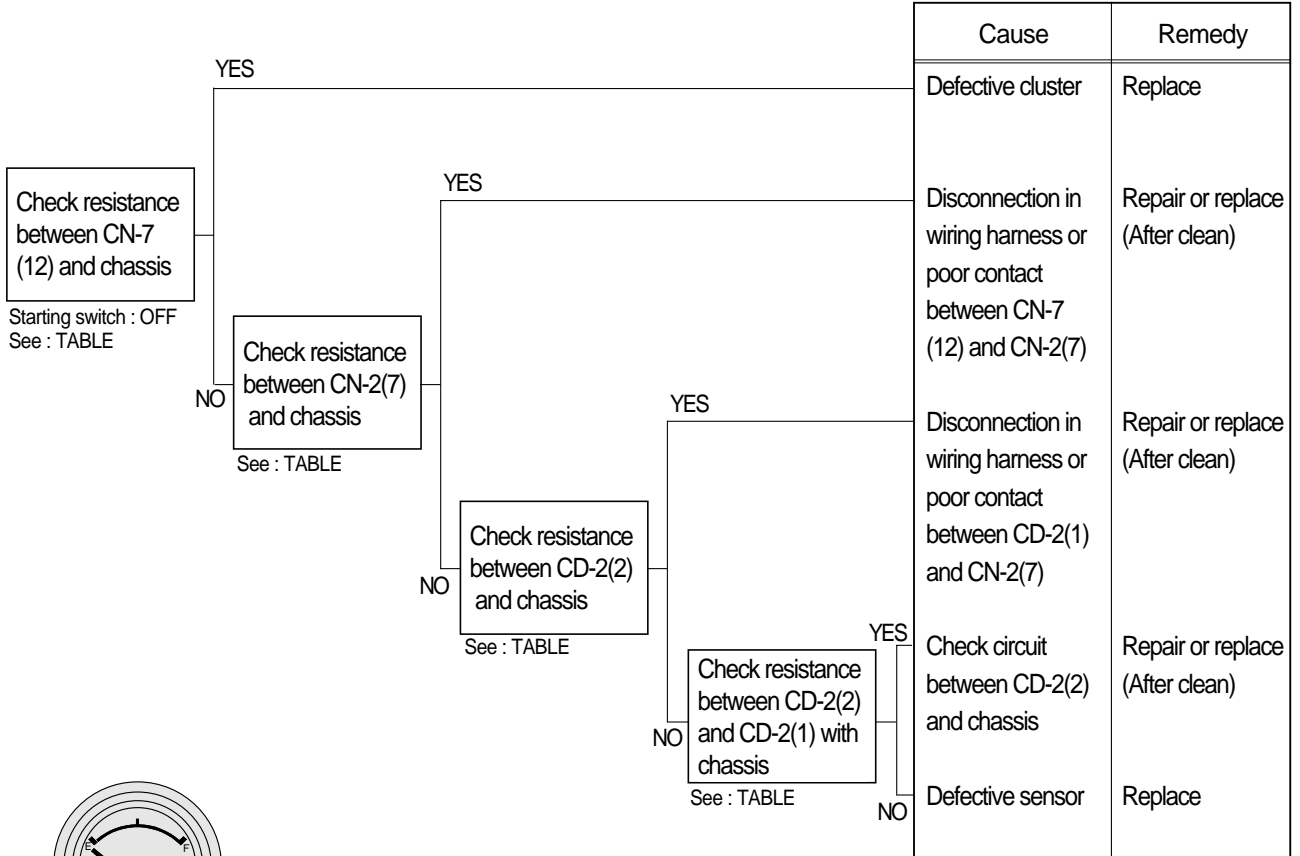 Cause
Remedy
YES
Defective cluster
Replace
Check resistance
between CN-7
(12) and chassis
Starting switch : OFF
See : TABLE
YES
Disconnection in
wiring harness or
poor contact
between CN-7
(12) and CN-2(7)
Repair or replace
(After clean)
NO
Check resistance
between CN-2(7)
and chassis
See : TABLE
YES
Disconnection in
wiring harness or
poor contact
between CD-2(1)
and CN-2(7)
Repair or replace
(After clean)
NO
Check resistance
between CD-2(2)
and chassis
See : TABLE
YES
Check circuit
between CD-2(2)
and chassis
Repair or replace
(After clean)
NO
Check resistance
between CD-2(2)
and CD-2(1) with
chassis
See : TABLE
NO
Defective sensor
Replace
E
F